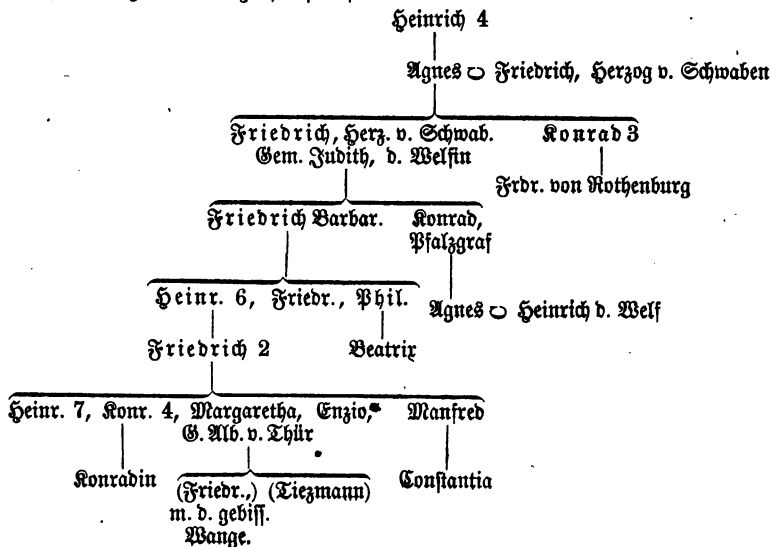 Heinrich 4
Agnes ⚭ Friedrich, Herzog v. Schwaben
Friedrich, Herz. v. Schwab. Konrad 3
Gem. Judith, d. Welfin
Frdr. von Rothenburg
Friedrich Barbar. Konrad,
Pfalzgraf
Heinr. 6, Friedr., Phil.
Agnes ⚭ Heinrich d. Welf
Friedrich 2 Beatrix
Heinr. 7, Konr. 4, Margaretha, Enzio, Manfred
G. Alb. v. Thür
Konradin Constantia
(Friedr.,) (Tiezmann)
m. d. gebiss.
Wange.